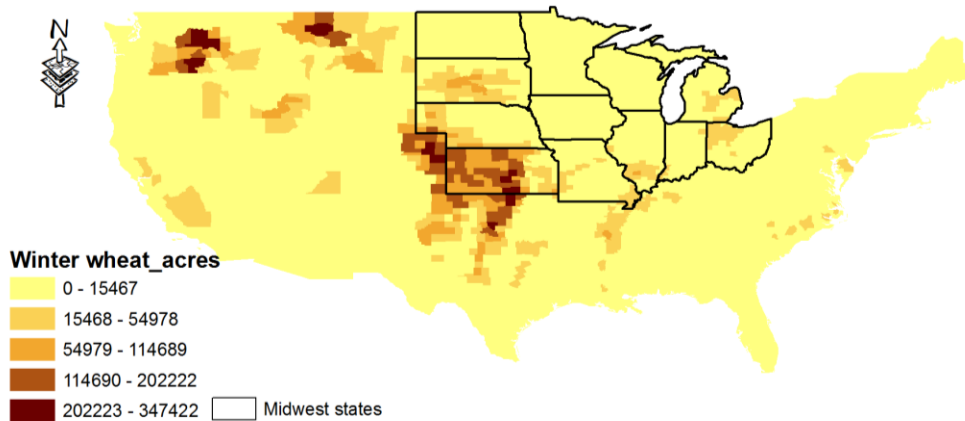 N
Winter wheat_acres
0 - 15467
15468 - 54978
54979 - 114689
114690 - 202222
202223 - 347422
Midwest states